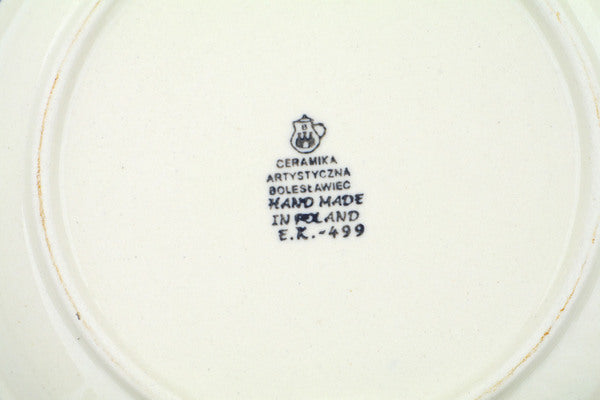 CERAMIKA
ARTYSTYCZNA
BOLESŁAWIEC
HAND MADE
IN POLAND
E.K.-499